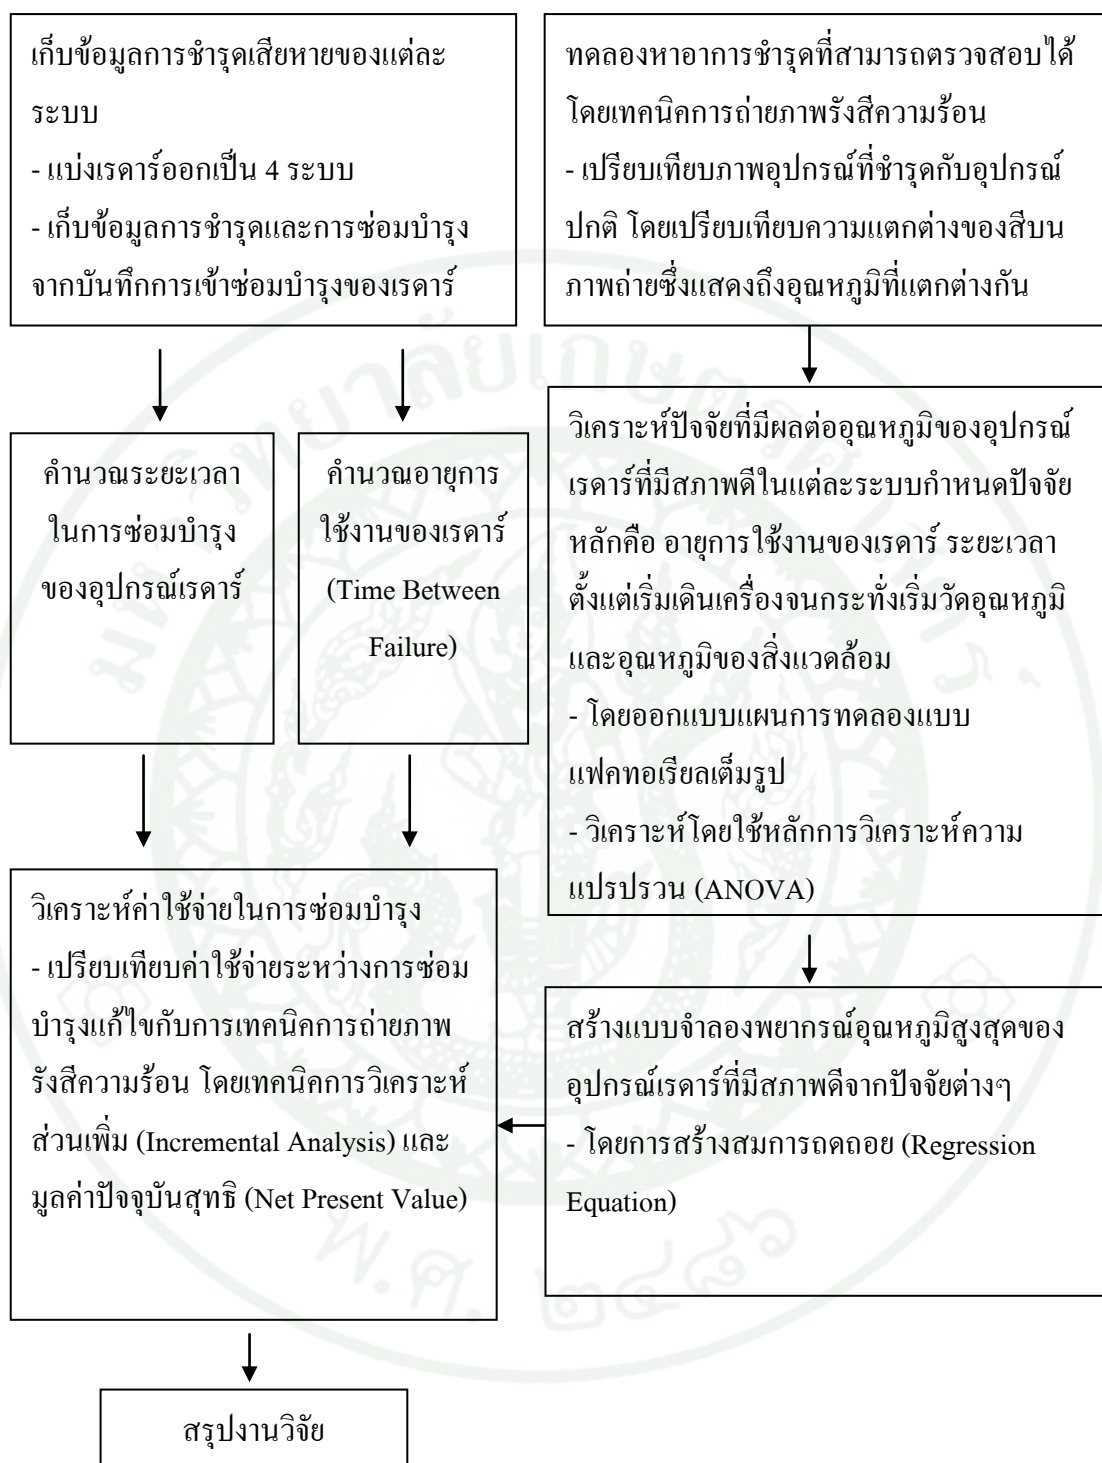 เก็บข้อมูลการชำรุดเสียหายของแต่ละ
ระบบ
- แบ่งเรดาร์ออกเป็น 4 ระบบ
- เก็บข้อมูลการชำรุดและการซ่อมบำรุง
จากบันทึกการเข้าซ่อมบำรุงของเรดาร์
ทดลองหาอาการชำรุดที่สามารถตรวจสอบได้
โดยเทคนิคการถ่ายภาพรังสีความร้อน
- เปรียบเทียบภาพอุปกรณ์ที่ชำรุดกับอุปกรณ์
ปกติ โดยเปรียบเทียบความแตกต่างของสีบน
ภาพถ่ายซึ่งแสดงถึงอุณหภูมิที่แตกต่างกัน
คำนวณระยะเวลา
ในการซ่อมบำรุง
ของอุปกรณ์เรดาร์
คำนวณอายุการ
ใช้งานของเรดาร์
(Time Between
Failure)
วิเคราะห์ปัจจัยที่มีผลต่ออุณหภูมิของอุปกรณ์
เรดาร์ที่มีสภาพดีในแต่ละระบบกำหนดปัจจัย
หลักคือ อายุการใช้งานของเรดาร์ ระยะเวลา
ตั้งแต่เริ่มเดินเครื่องจนกระทั่งเริ่มวัดอุณหภูมิ
และอุณหภูมิของสิ่งแวดล้อม
- โดยออกแบบแผนการทดลองแบบ
แฟคทอเรียลเต็มรูป
- วิเคราะห์โดยใช้หลักการวิเคราะห์ความ
แปรปรวน (ANOVA)
วิเคราะห์ค่าใช้จ่ายในการซ่อมบำรุง
- เปรียบเทียบค่าใช้จ่ายระหว่างการซ่อม
บำรุงแก้ไขกับการเทคนิคการถ่ายภาพ
รังสีความร้อน โดยเทคนิคการวิเคราะห์
ส่วนเพิ่ม (Incremental Analysis) และ
มูลค่าปัจจุบันสุทธิ (Net Present Value)
สร้างแบบจำลองพยากรณ์อุณหภูมิสูงสุดของ
อุปกรณ์เรดาร์ที่มีสภาพดีจากปัจจัยต่างๆ
- โดยการสร้างสมการถดถอย (Regression
Equation)
สรุปงานวิจัย
มหาวิทยาลัยเกษตรศาสตร์
พ.ศ. ๒๔๘๖